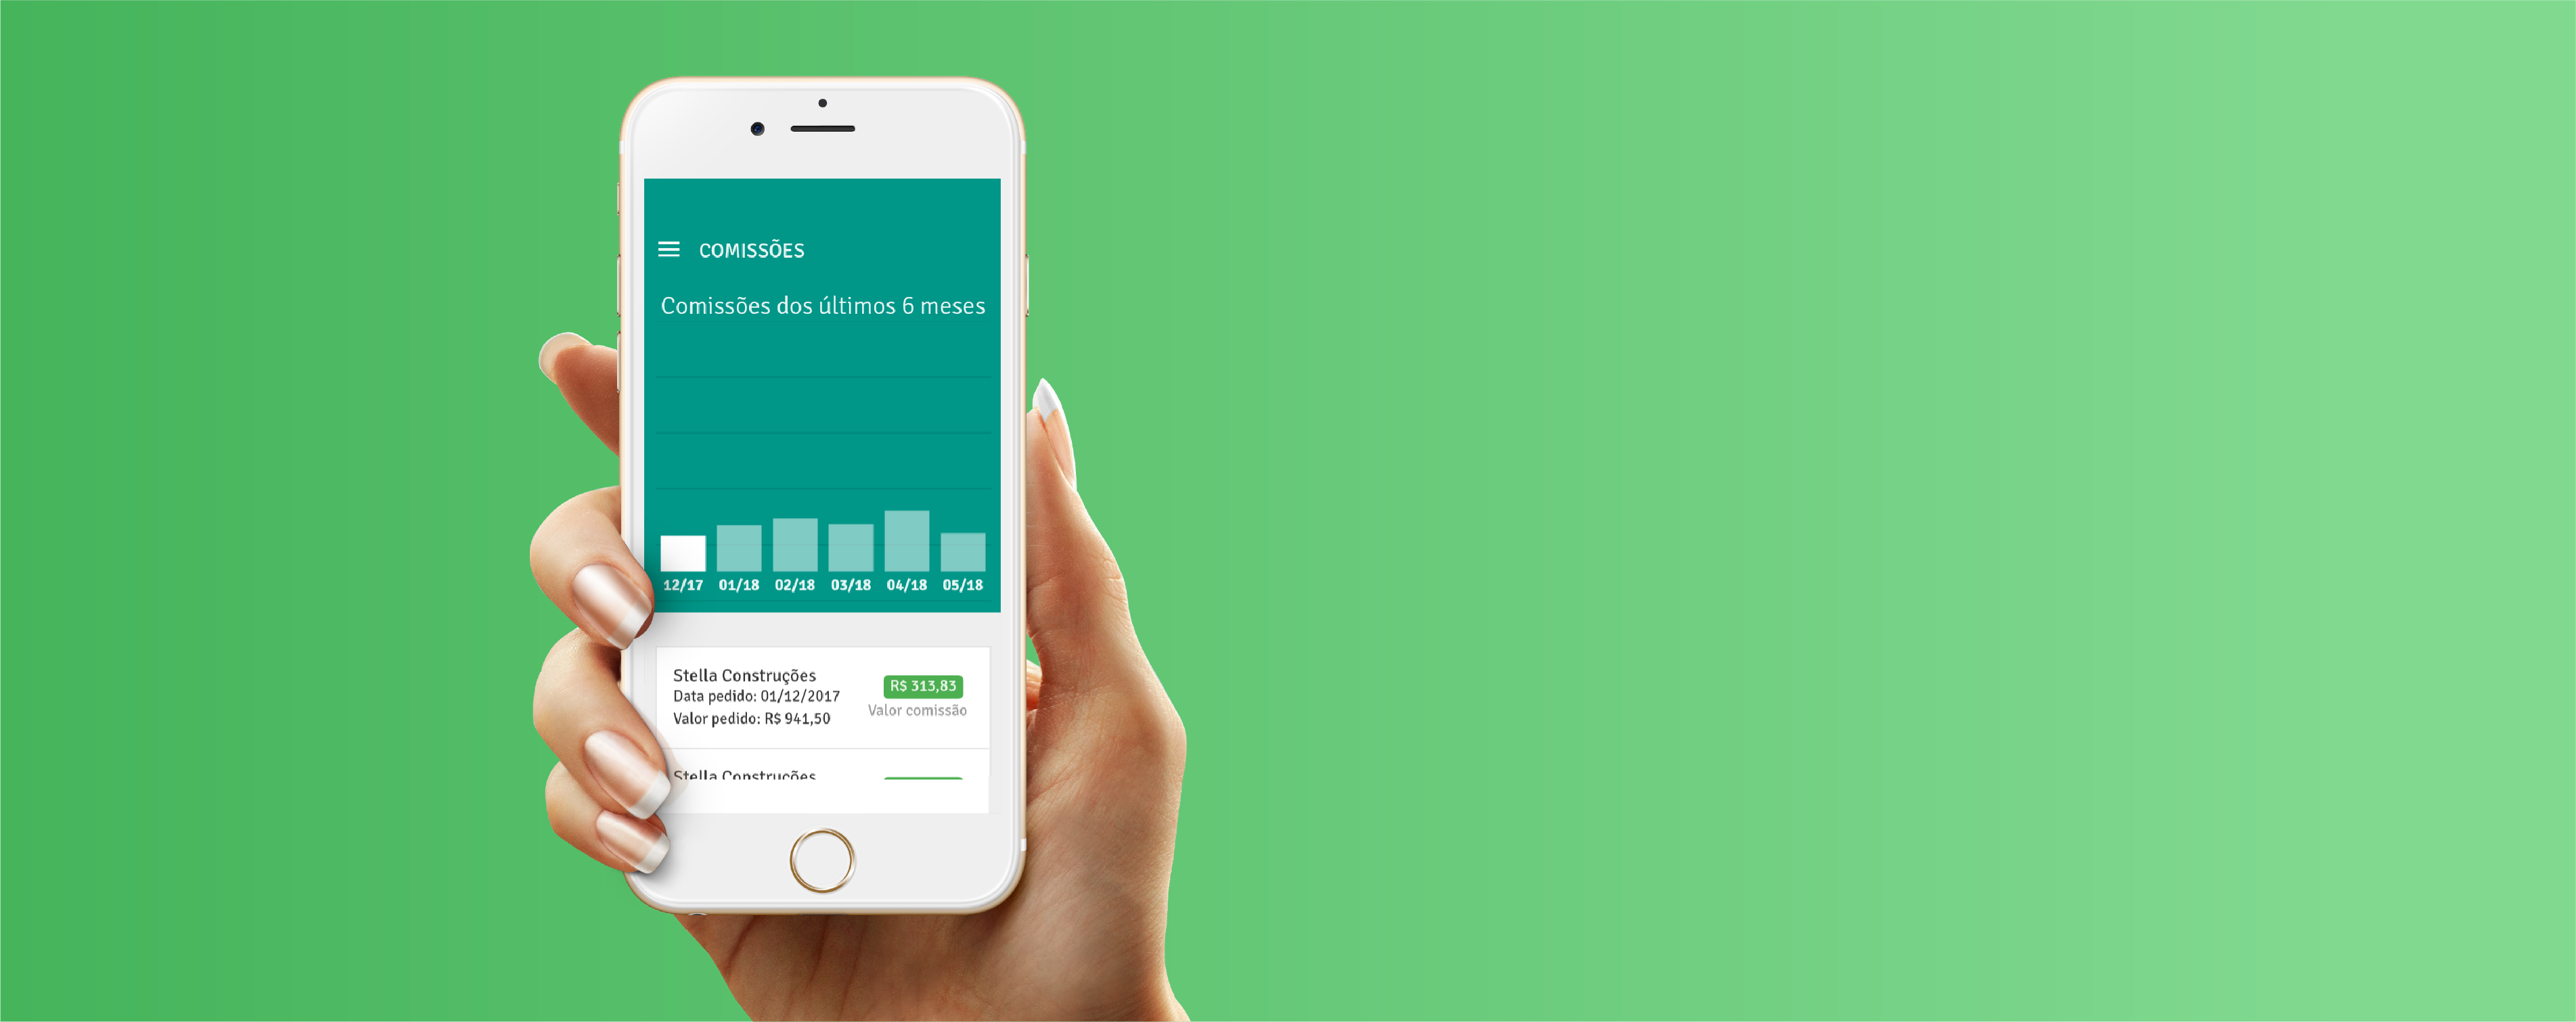 COMISSÕES
Comissões dos últimos 6 meses
12/17 01/18 02/18 03/18 04/18 05/18
Stella Construções
Data pedido: 01/12/2017
Valor pedido: R$ 941,50
R$ 313,83
Valor comissão
Stella Construções